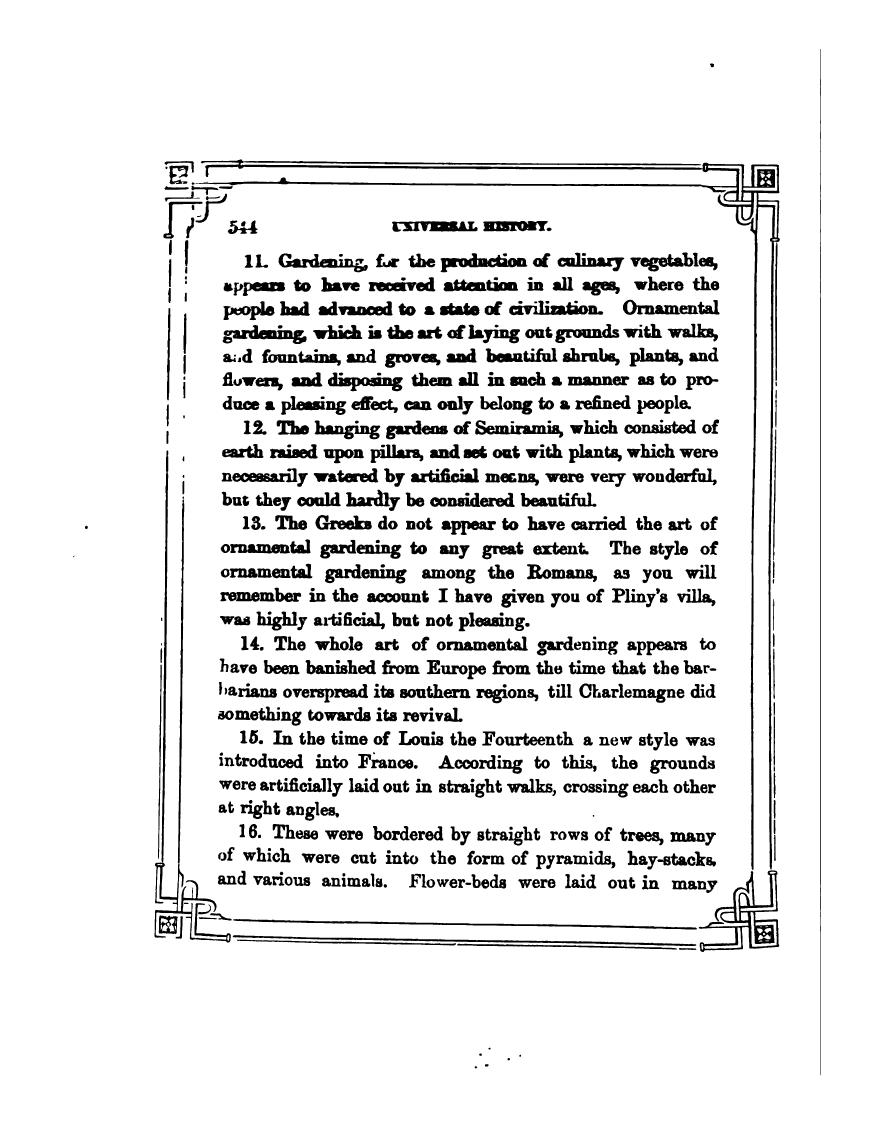 544 UNIVERSAL HISTORY.
11. Gardening, for the production of culinary vegetables,
appears to have received attention in all ages, where the
people had advanced to a state of civilization. Ornamental
gardening, which is the art of laying out grounds with walks,
and fountains, and groves, and beautiful shrubs, plants, and
flowers, and disposing them all in such a manner as to pro-
duce a pleasing effect, can only belong to a refined people.
12. The hanging gardens of Semiramis, which consisted of
earth raised upon pillars, and set out with plants, which were
necessarily watered by artificial means, were very wonderful,
but they could hardly be considered beautiful.
13. The Greeks do not appear to have carried the art of
ornamental gardening to any great extent. The style of
ornamental gardening among the Romans, as you will
remember in the account I have given you of Pliny's villa,
was highly artificial, but not pleasing.
14. The whole art of ornamental gardening appears to
have been banished from Europe from the time that the bar-
barians overspread its southern regions, till Charlemagne did
something towards its revival.
15. In the time of Louis the Fourteenth a new style was
introduced into France. According to this, the grounds
were artificially laid out in straight walks, crossing each other
at right angles.
16. These were bordered by straight rows of trees, many
of which were cut into the form of pyramids, hay-stacks,
and various animals. Flower-beds were laid out in many